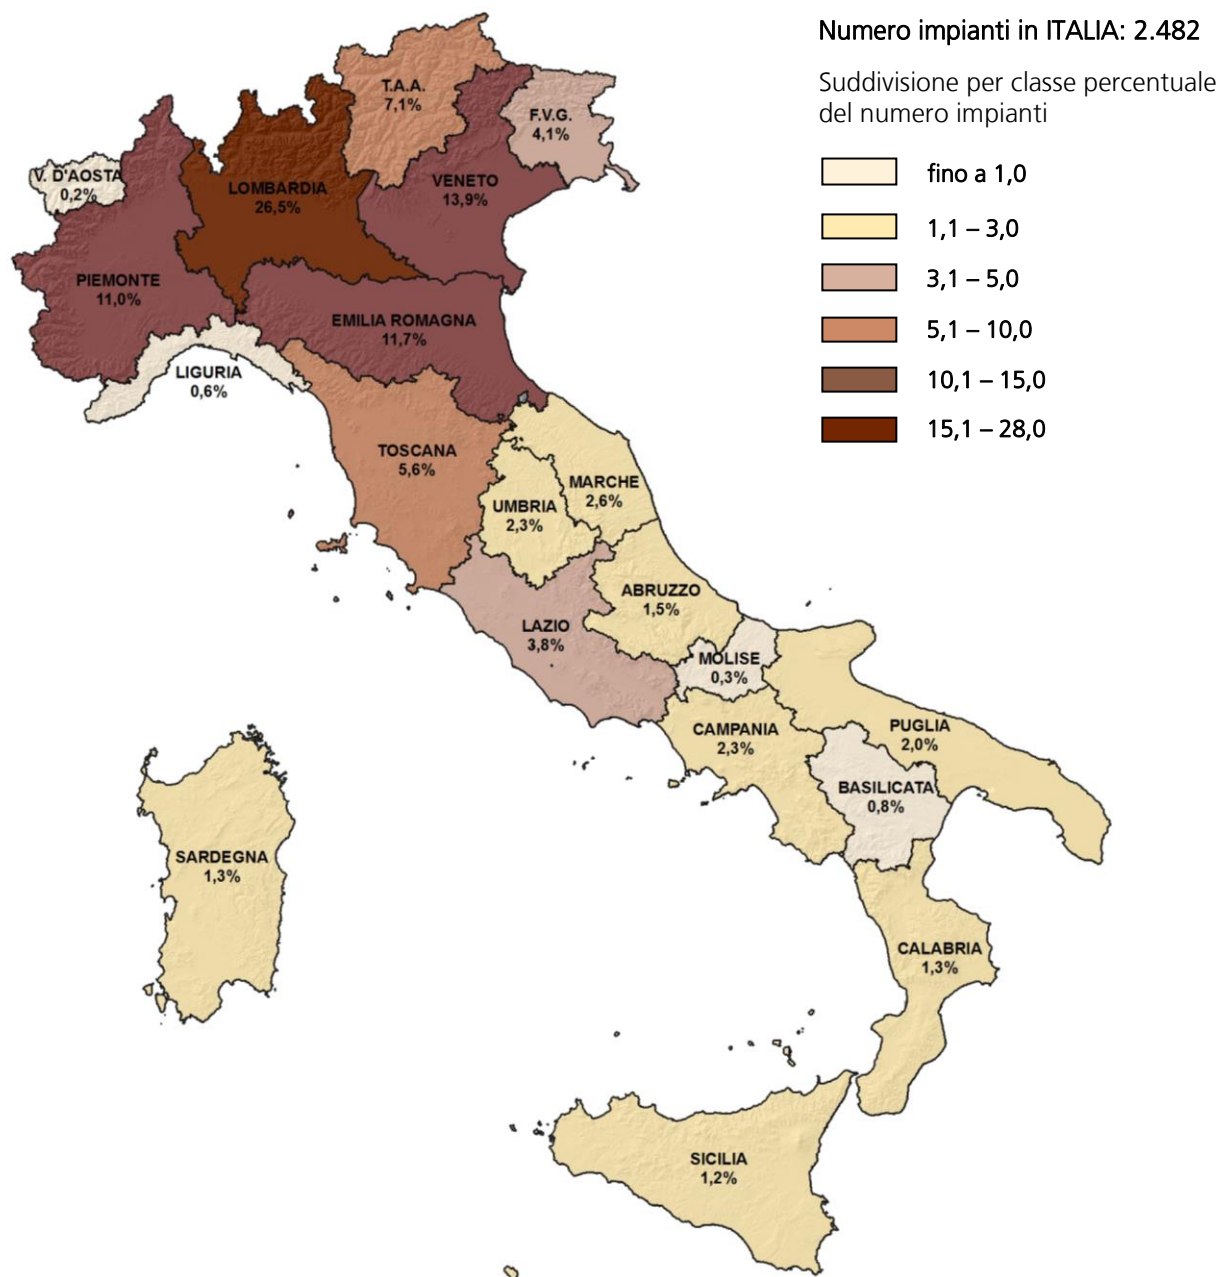 Numero impianti in ITALIA: 2.482
Suddivisione per classe percentuale
del numero impianti
fino a 1,0
1,1 – 3,0
3,1 – 5,0
5,1 – 10,0
10,1 – 15,0
15,1 – 28,0
T.A.A.
7,1%
F.V.G.
4,1%
V. D'AOSTA
0,2%
LOMBARDIA
26,5%
VENETO
13,9%
PIEMONTE
11,0%
EMILIA ROMAGNA
11,7%
LIGURIA
0,6%
TOSCANA
5,6%
MARCHE
2,6%
UMBRIA
2,3%
ABRUZZO
1,5%
LAZIO
3,8%
MOLISE
0,3%
CAMPANIA
2,3%
PUGLIA
2,0%
BASILICATA
0,8%
SARDEGNA
1,3%
CALABRIA
1,3%
SICILIA
1,2%